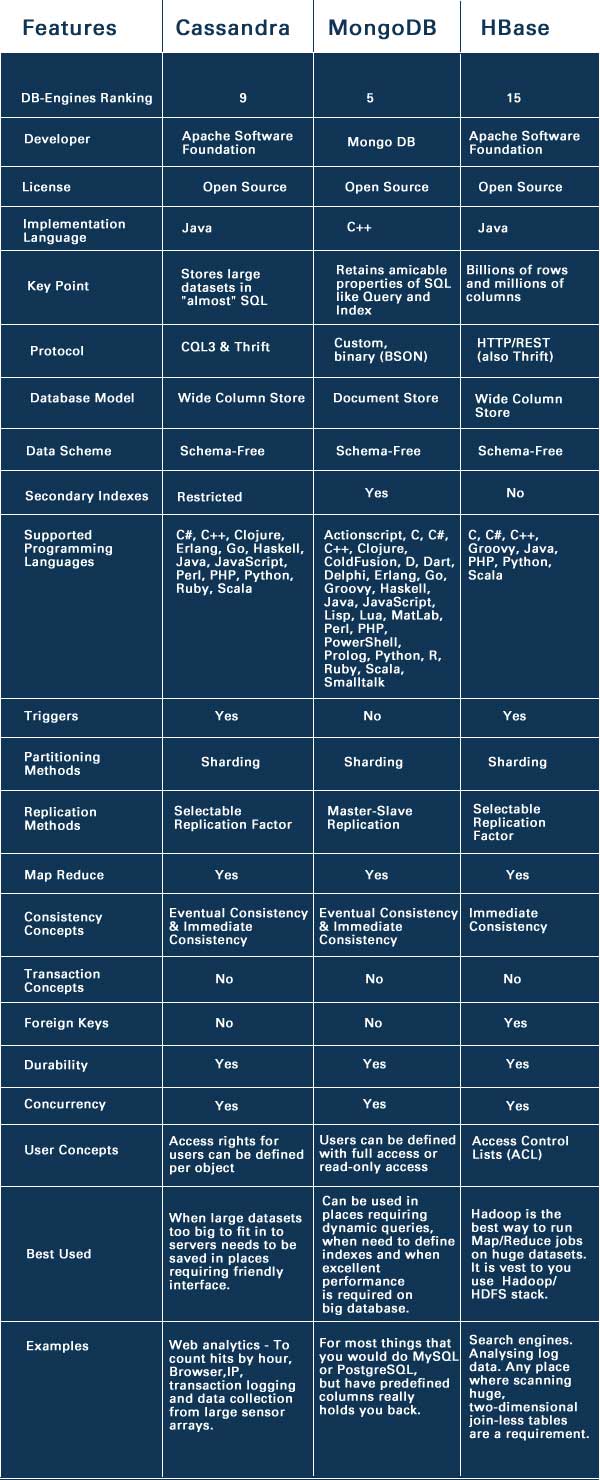 Features Cassandra MongoDB HBase
DB-Engines Ranking 9 5 15
Developer
Apache Software
Foundation
Mongo DB
Apache Software
Foundation
License Open Source Open Source Open Source
Implementation
Language
Java
C++
Java
Key Point
Stores large
datasets in
"almost" SQL
Retains amicable
properties of SQL
like Query and
Index
Billions of rows
and millions of
columns
Protocol
CQL3 & Thrift
Custom,
binary (BSON)
HTTP/REST
(also Thrift)
Database Model
Wide Column Store
Document Store
Wide Column
Store
Data Scheme Schema-Free Schema-Free Schema-Free
Secondary Indexes Restricted Yes No
Supported
Programming
Languages
C#, C++, Clojure,
Erlang, Go, Haskell,
Java, JavaScript,
Perl, PHP, Python,
Ruby, Scala
Actionscript, C, C#,
C++, Clojure,
ColdFusion, D, Dart,
Delphi, Erlang, Go,
Groovy, Haskell,
Java, JavaScript,
Lisp, Lua, MatLab,
Perl, PHP,
PowerShell,
Prolog, Python, R,
Ruby, Scala,
Smalltalk
C, C#, C++,
Groovy, Java,
PHP, Python,
Scala
Triggers Yes No Yes
Partitioning
Methods
Sharding
Sharding
Sharding
Replication
Methods
Selectable
Replication Factor
Master-Slave
Replication
Selectable
Replication
Factor
Map Reduce Yes Yes Yes
Consistency
Concepts
Eventual Consistency
& Immediate
Consistency
Eventual Consistency
& Immediate
Consistency
Immediate
Consistency
Transaction
Concepts
No
No
No
Foreign Keys No No Yes
Durability Yes Yes Yes
Concurrency Yes Yes Yes
User Concepts
Access rights for
users can be defined
per object
Users can be defined
with full access or
read-only access
Access Control
Lists (ACL)
Best Used
When large datasets
too big to fit in to
servers needs to be
saved in places
requiring friendly
interface.
Can be used in
places requiring
dynamic queries,
when need to define
indexes and when
excellent
performance
is required on
big database.
Hadoop is the
best way to run
Map/Reduce jobs
on huge datasets.
It is vest to you
use Hadoop/
HDFS stack.
Examples
Web analytics - To
count hits by hour,
Browser,IP,
transaction logging
and data collection
from large sensor
arrays.
For most things that
you would do MySQL
or PostgreSQL,
but have predefined
columns really
holds you back.
Search engines.
Analysing log
data. Any place
where scanning
huge,
two-dimensional
join-less tables
are a requirement.